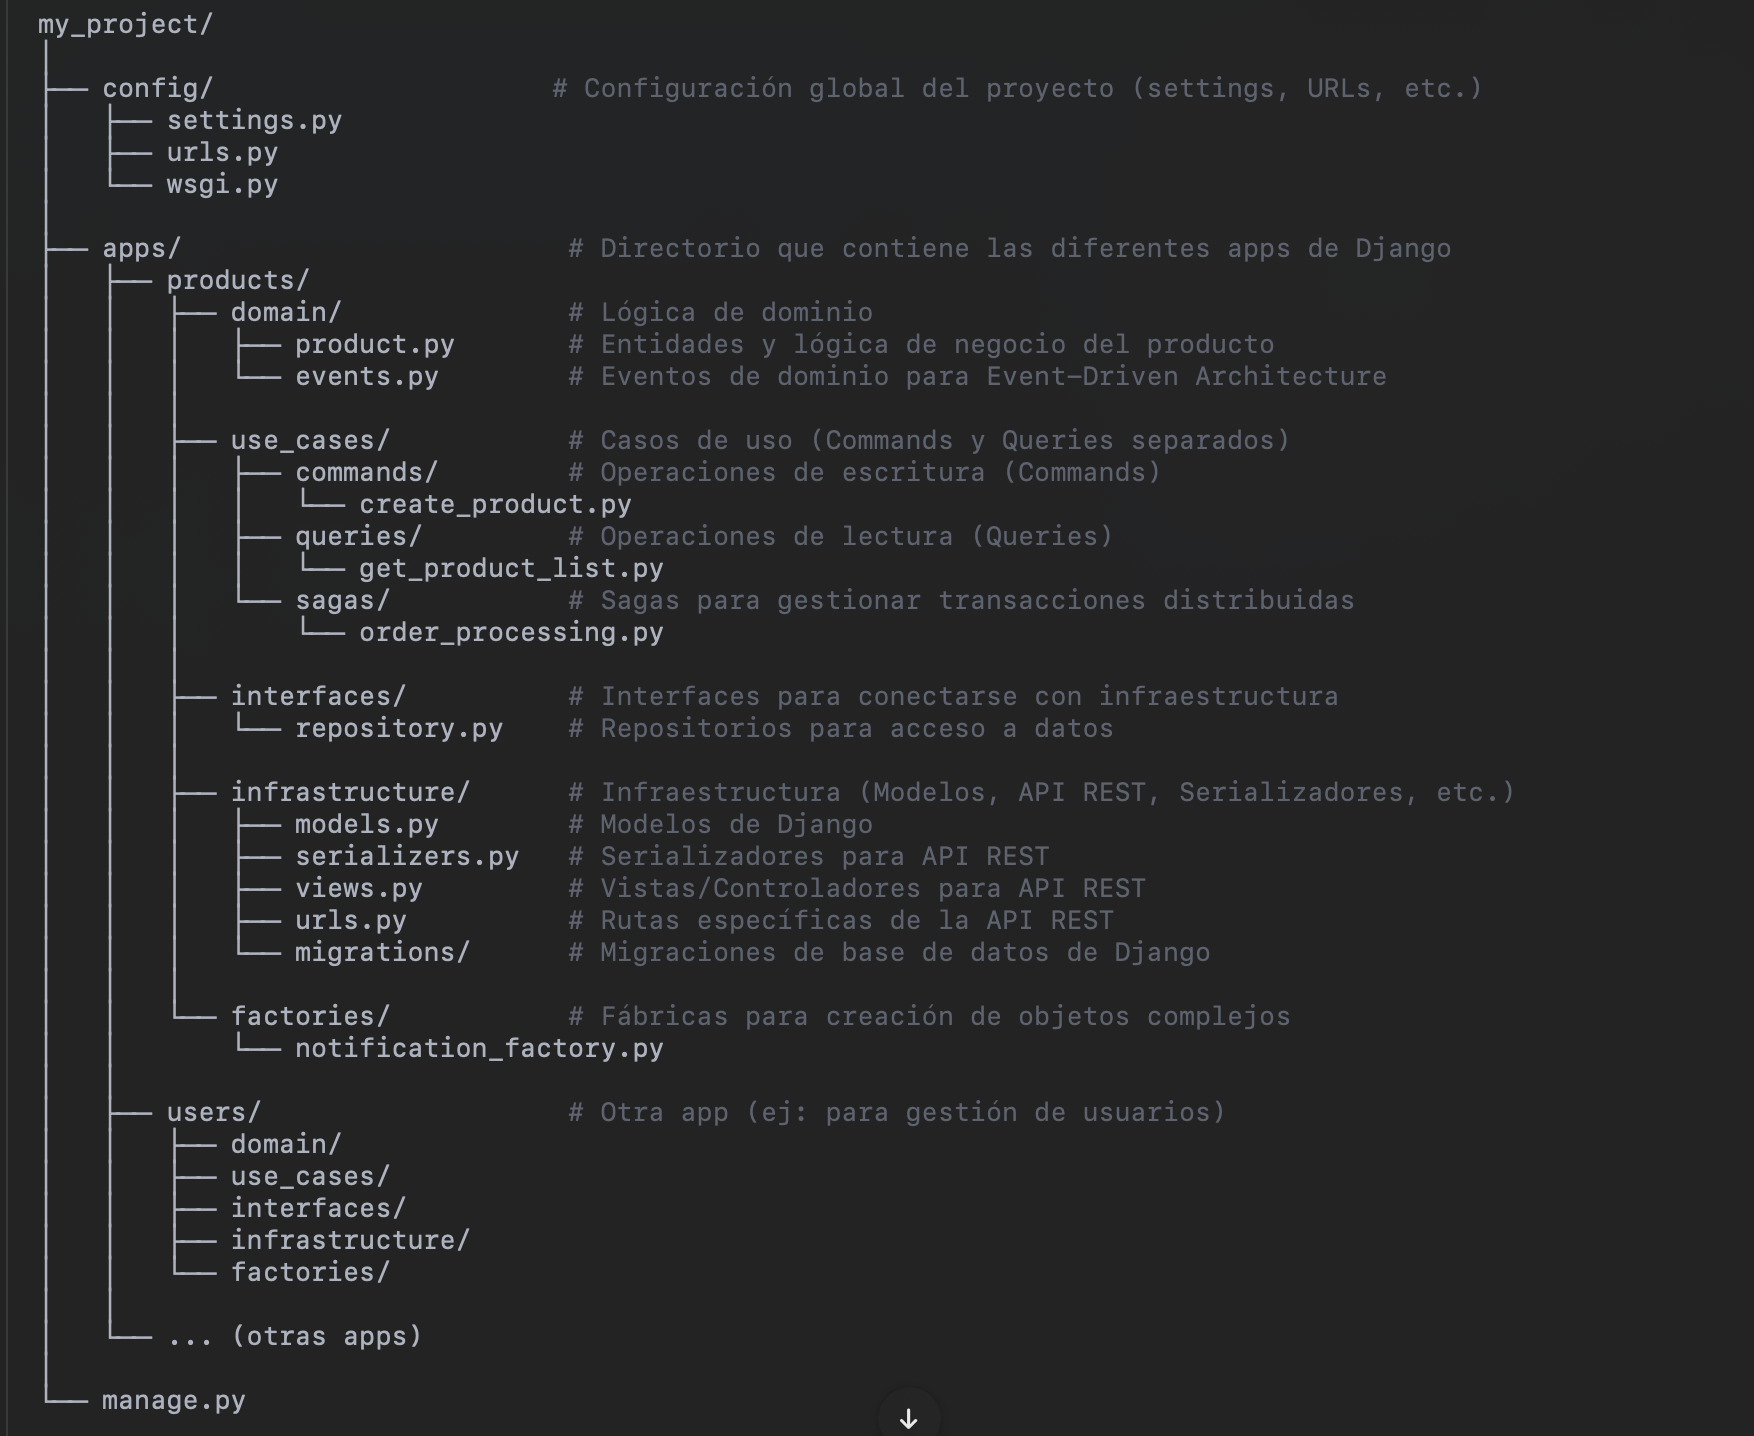 my_project/
│
├── config/                     # Configuración global del proyecto (settings, URLs, etc.)
│   ├── settings.py
│   ├── urls.py
│   └── wsgi.py
│
├── apps/                        # Directorio que contiene las diferentes apps de Django
│   ├── products/
│   │   ├── domain/              # Lógica de dominio
│   │   │   ├── product.py       # Entidades y lógica de negocio del producto
│   │   │   └── events.py        # Eventos de dominio para Event-Driven Architecture
│   │   │
│   │   ├── use_cases/           # Casos de uso (Commands y Queries separados)
│   │   │   ├── commands/        # Operaciones de escritura (Commands)
│   │   │   │   └── create_product.py
│   │   │   ├── queries/         # Operaciones de lectura (Queries)
│   │   │   │   └── get_product_list.py
│   │   │   └── sagas/           # Sagas para gestionar transacciones distribuidas
│   │   │       └── order_processing.py
│   │   │
│   │   ├── interfaces/          # Interfaces para conectarse con infraestructura
│   │   │   └── repository.py    # Repositorios para acceso a datos
│   │   │
│   │   ├── infrastructure/      # Infraestructura (Modelos, API REST, Serializadores, etc.)
│   │   │   ├── models.py        # Modelos de Django
│   │   │   ├── serializers.py   # Serializadores para API REST
│   │   │   ├── views.py         # Vistas/Controladores para API REST
│   │   │   ├── urls.py          # Rutas específicas de la API REST
│   │   │   └── migrations/      # Migraciones de base de datos de Django
│   │   │
│   │   └── factories/           # Fábricas para creación de objetos complejos
│   │       └── notification_factory.py
│   │
│   ├── users/                   # Otra app (ej: para gestión de usuarios)
│   │   ├── domain/
│   │   ├── use_cases/
│   │   ├── interfaces/
│   │   ├── infrastructure/
│   │   └── factories/
│   │
│   └── ... (otras apps)
│
└── manage.py